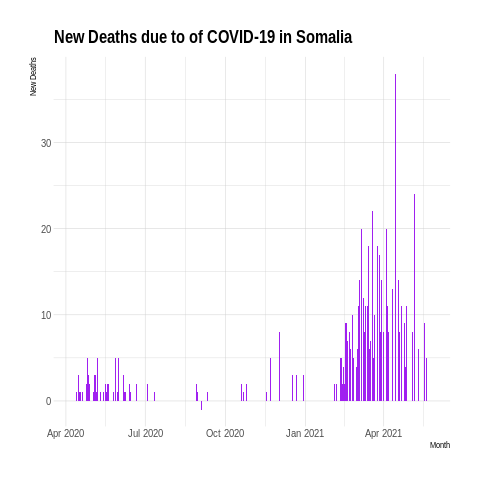 New Deaths due to of COVID-19 in Somalia
New Deaths
30
20
10
0
Apr 2020 Jul 2020 Oct 2020 Jan 2021 Apr 2021
Month